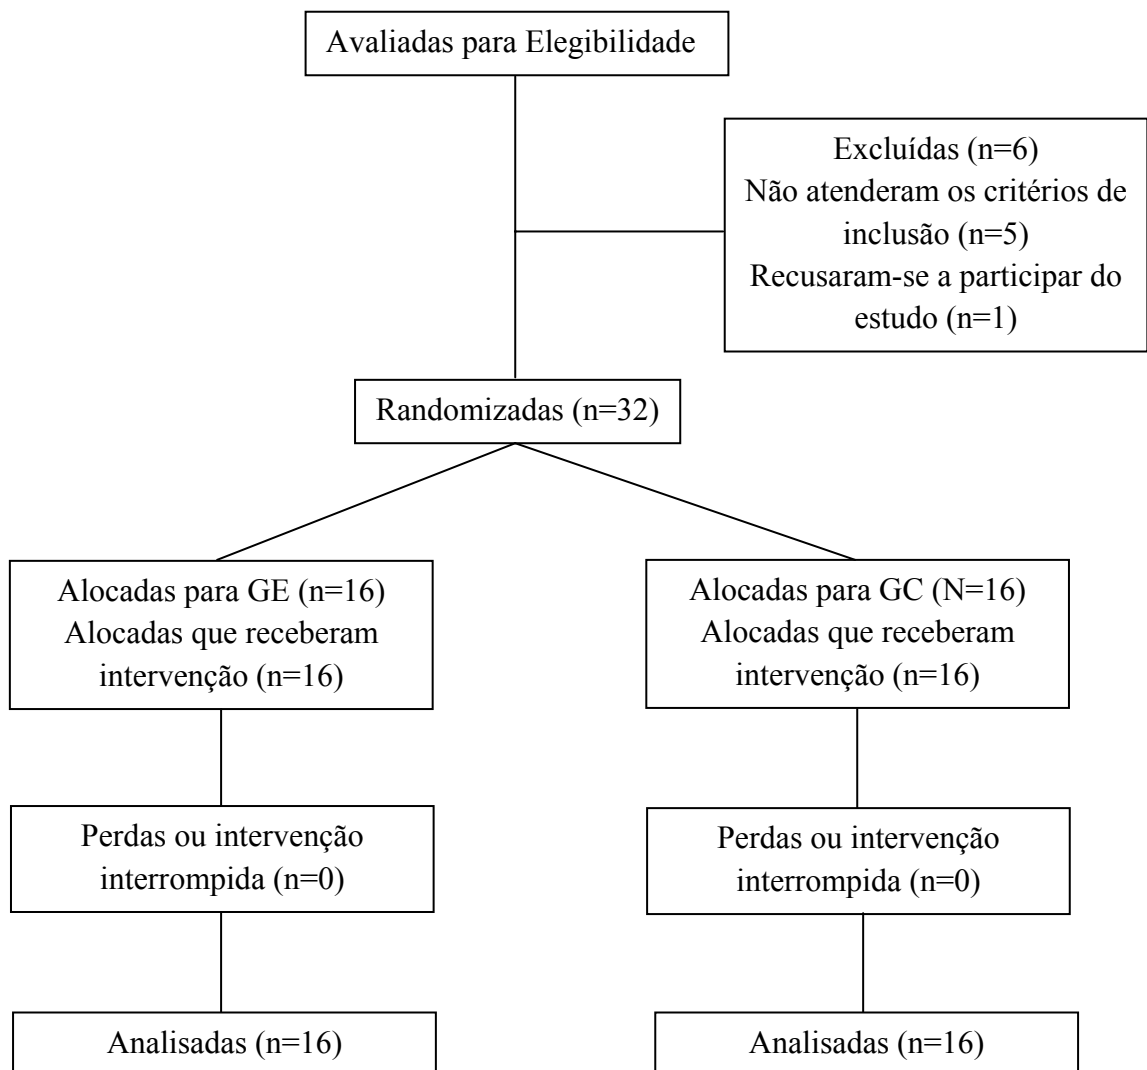 Avaliadas para Elegibilidade
Excluídas (n=6)
Não atenderam os critérios de
inclusão (n=5)
Recusaram-se a participar do
estudo (n=1)
Randomizadas (n=32)
Alocadas para GE (n=16)
Alocadas que receberam
intervenção (n=16)
Alocadas para GC (N=16)
Alocadas que receberam
intervenção (n=16)
Perdas ou intervenção
interrompida (n=0)
Perdas ou intervenção
interrompida (n=0)
Analisadas (n=16)
Analisadas (n=16)